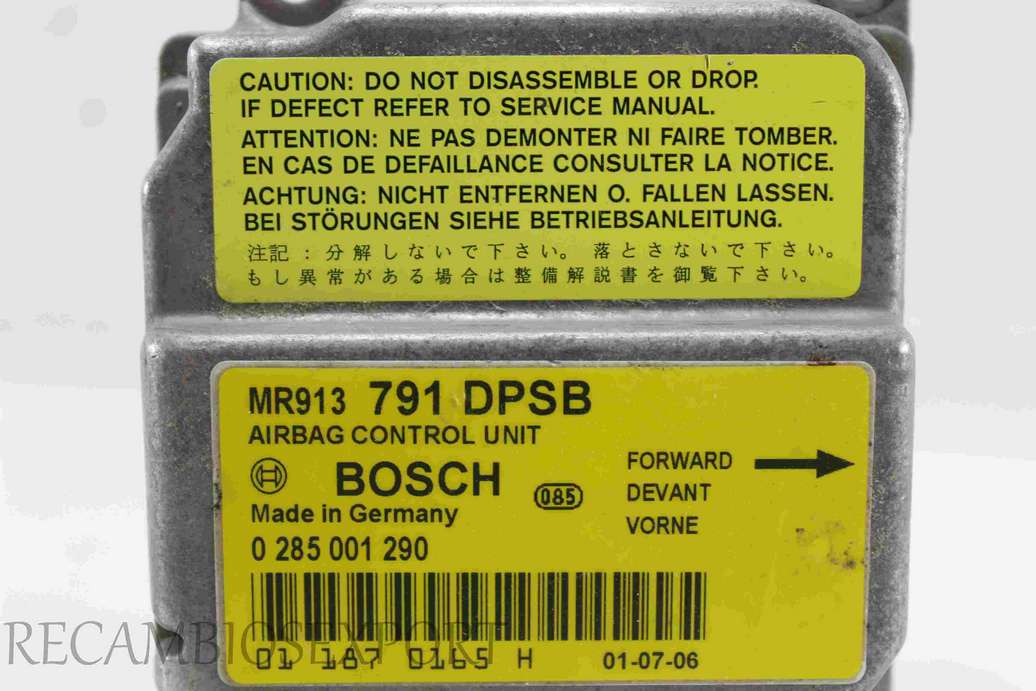 CAUTION: DO NOT DISASSEMBLE OR DROP.
IF DEFECT REFER TO SERVICE MANUAL.
ATTENTION: NE PAS DEMONTER NI FAIRE TOMBER.
EN CAS DE DEFAILLANCE CONSULTER LA NOTICE.
ACHTUNG: NICHT ENTFERNEN O. FALLEN LASSEN.
BEI STÖRUNGEN SIEHE BETRIEBSANLEITUNG.
注記：分解しないで下さい。落とさないで下さい。
もし異常がある場合は整備解説書を御覧下さい。
MR913 791 DPSB
AIRBAG CONTROL UNIT
BOSCH 085
Made in Germany
0 285 001 290
FORWARD
DEVANT
VORNE
01 187 0165 H 01-07-06
RECAMBIOSEXPORT